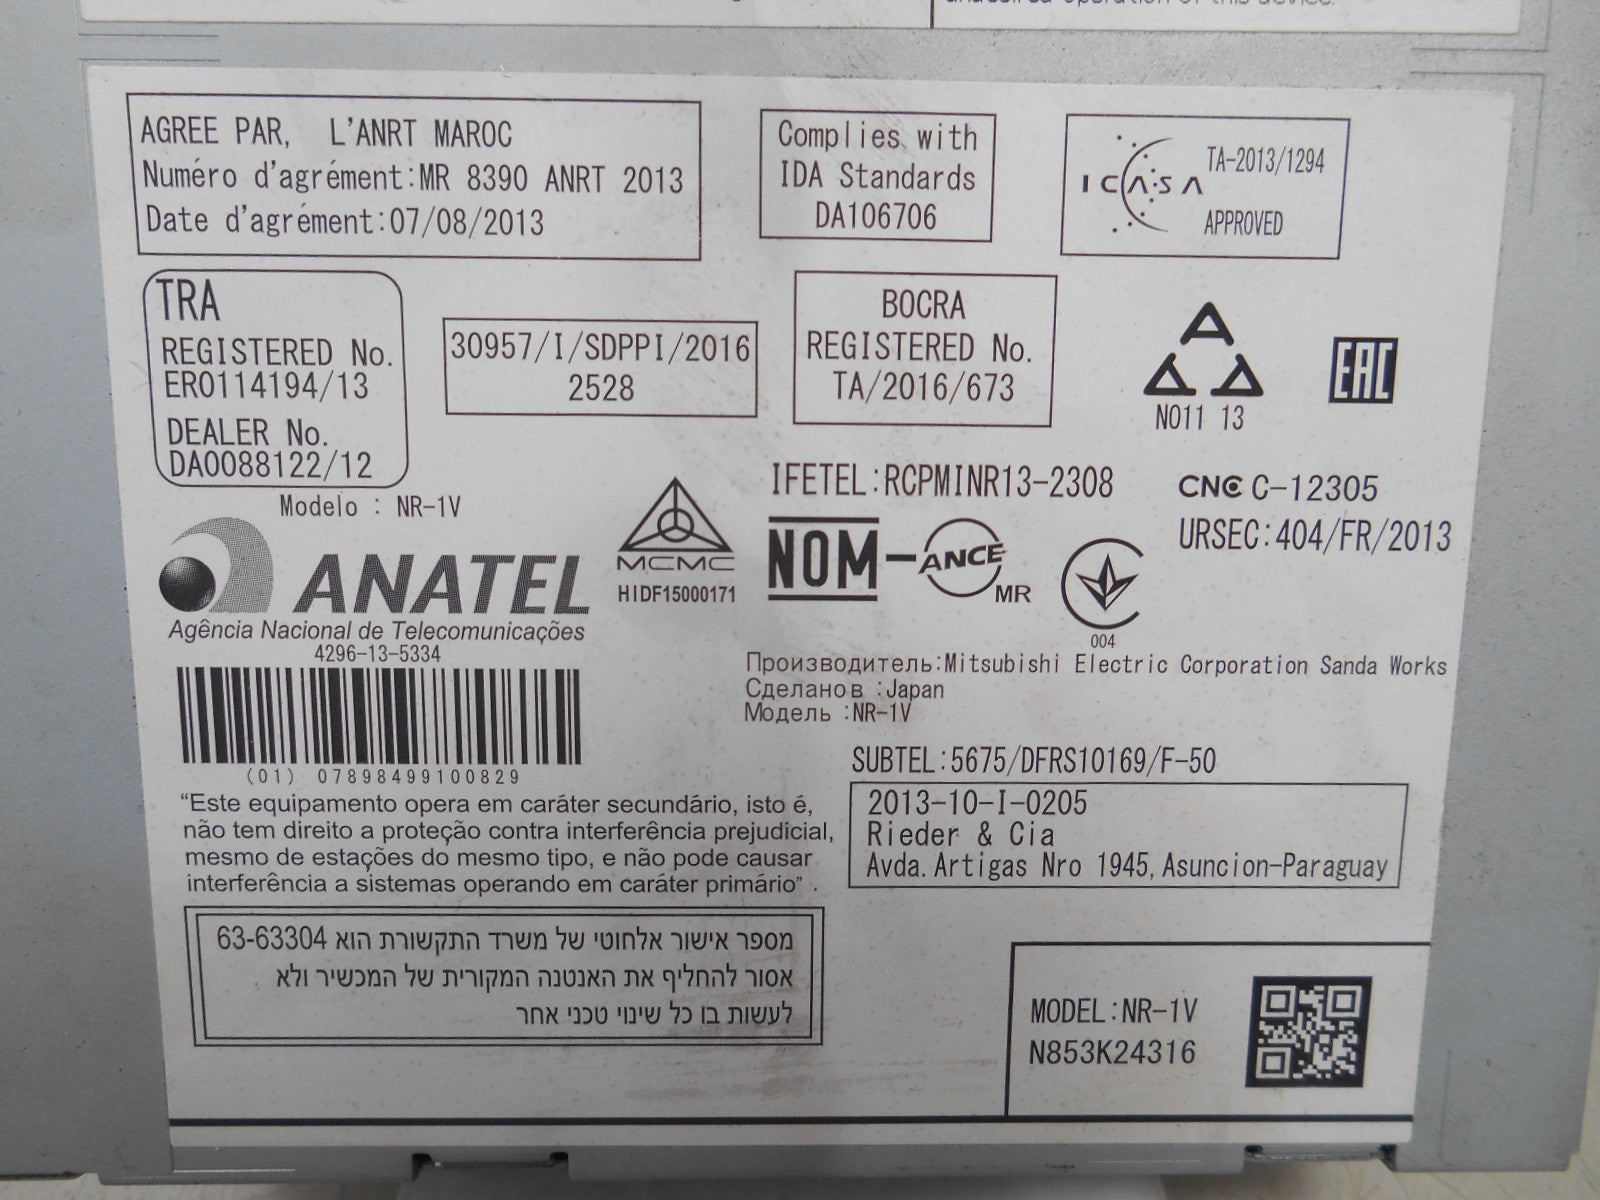 AGREE PAR, L'ANRT MAROC
Numéro d'agrément:MR 8390 ANRT 2013
Date d'agrément:07/08/2013
Complies with
IDA Standards
DA106706
ICASA
TA-2013/1294
APPROVED
TRA
REGISTERED No.
ER0114194/13
DEALER No.
DA0088122/12
30957/I/SDPPI/2016
2528
BOCRA
REGISTERED No.
TA/2016/673
N011 13
EAC
Modelo : NR-1V
ANATEL
Agência Nacional de Telecomunicações
4296-13-5334
(01) 07898499100829
MCMC
HIDF15000171
IFETEL:RCPMINR13-2308
NOM-ANCE MR
004
CNC C-12305
URSEC:404/FR/2013
Производитель:Mitsubishi Electric Corporation Sanda Works
Сделанов :Japan
Модель :NR-1V
SUBTEL:5675/DFRS10169/F-50
2013-10-I-0205
Rieder & Cia
Avda.Artigas Nro 1945,Asuncion-Paraguay
“Este equipamento opera em caráter secundário, isto é,
não tem direito a proteção contra interferência prejudicial,
mesmo de estações do mesmo tipo, e não pode causar
interferência a sistemas operando em caráter primário” .
מספר אישור אלחוטי של משרד התקשורת הוא 63-63304
אסור להחליף את האנטנה המקורית של המכשיר ולא
לעשות בו כל שינוי טכני אחר
MODEL:NR-1V
N853K24316